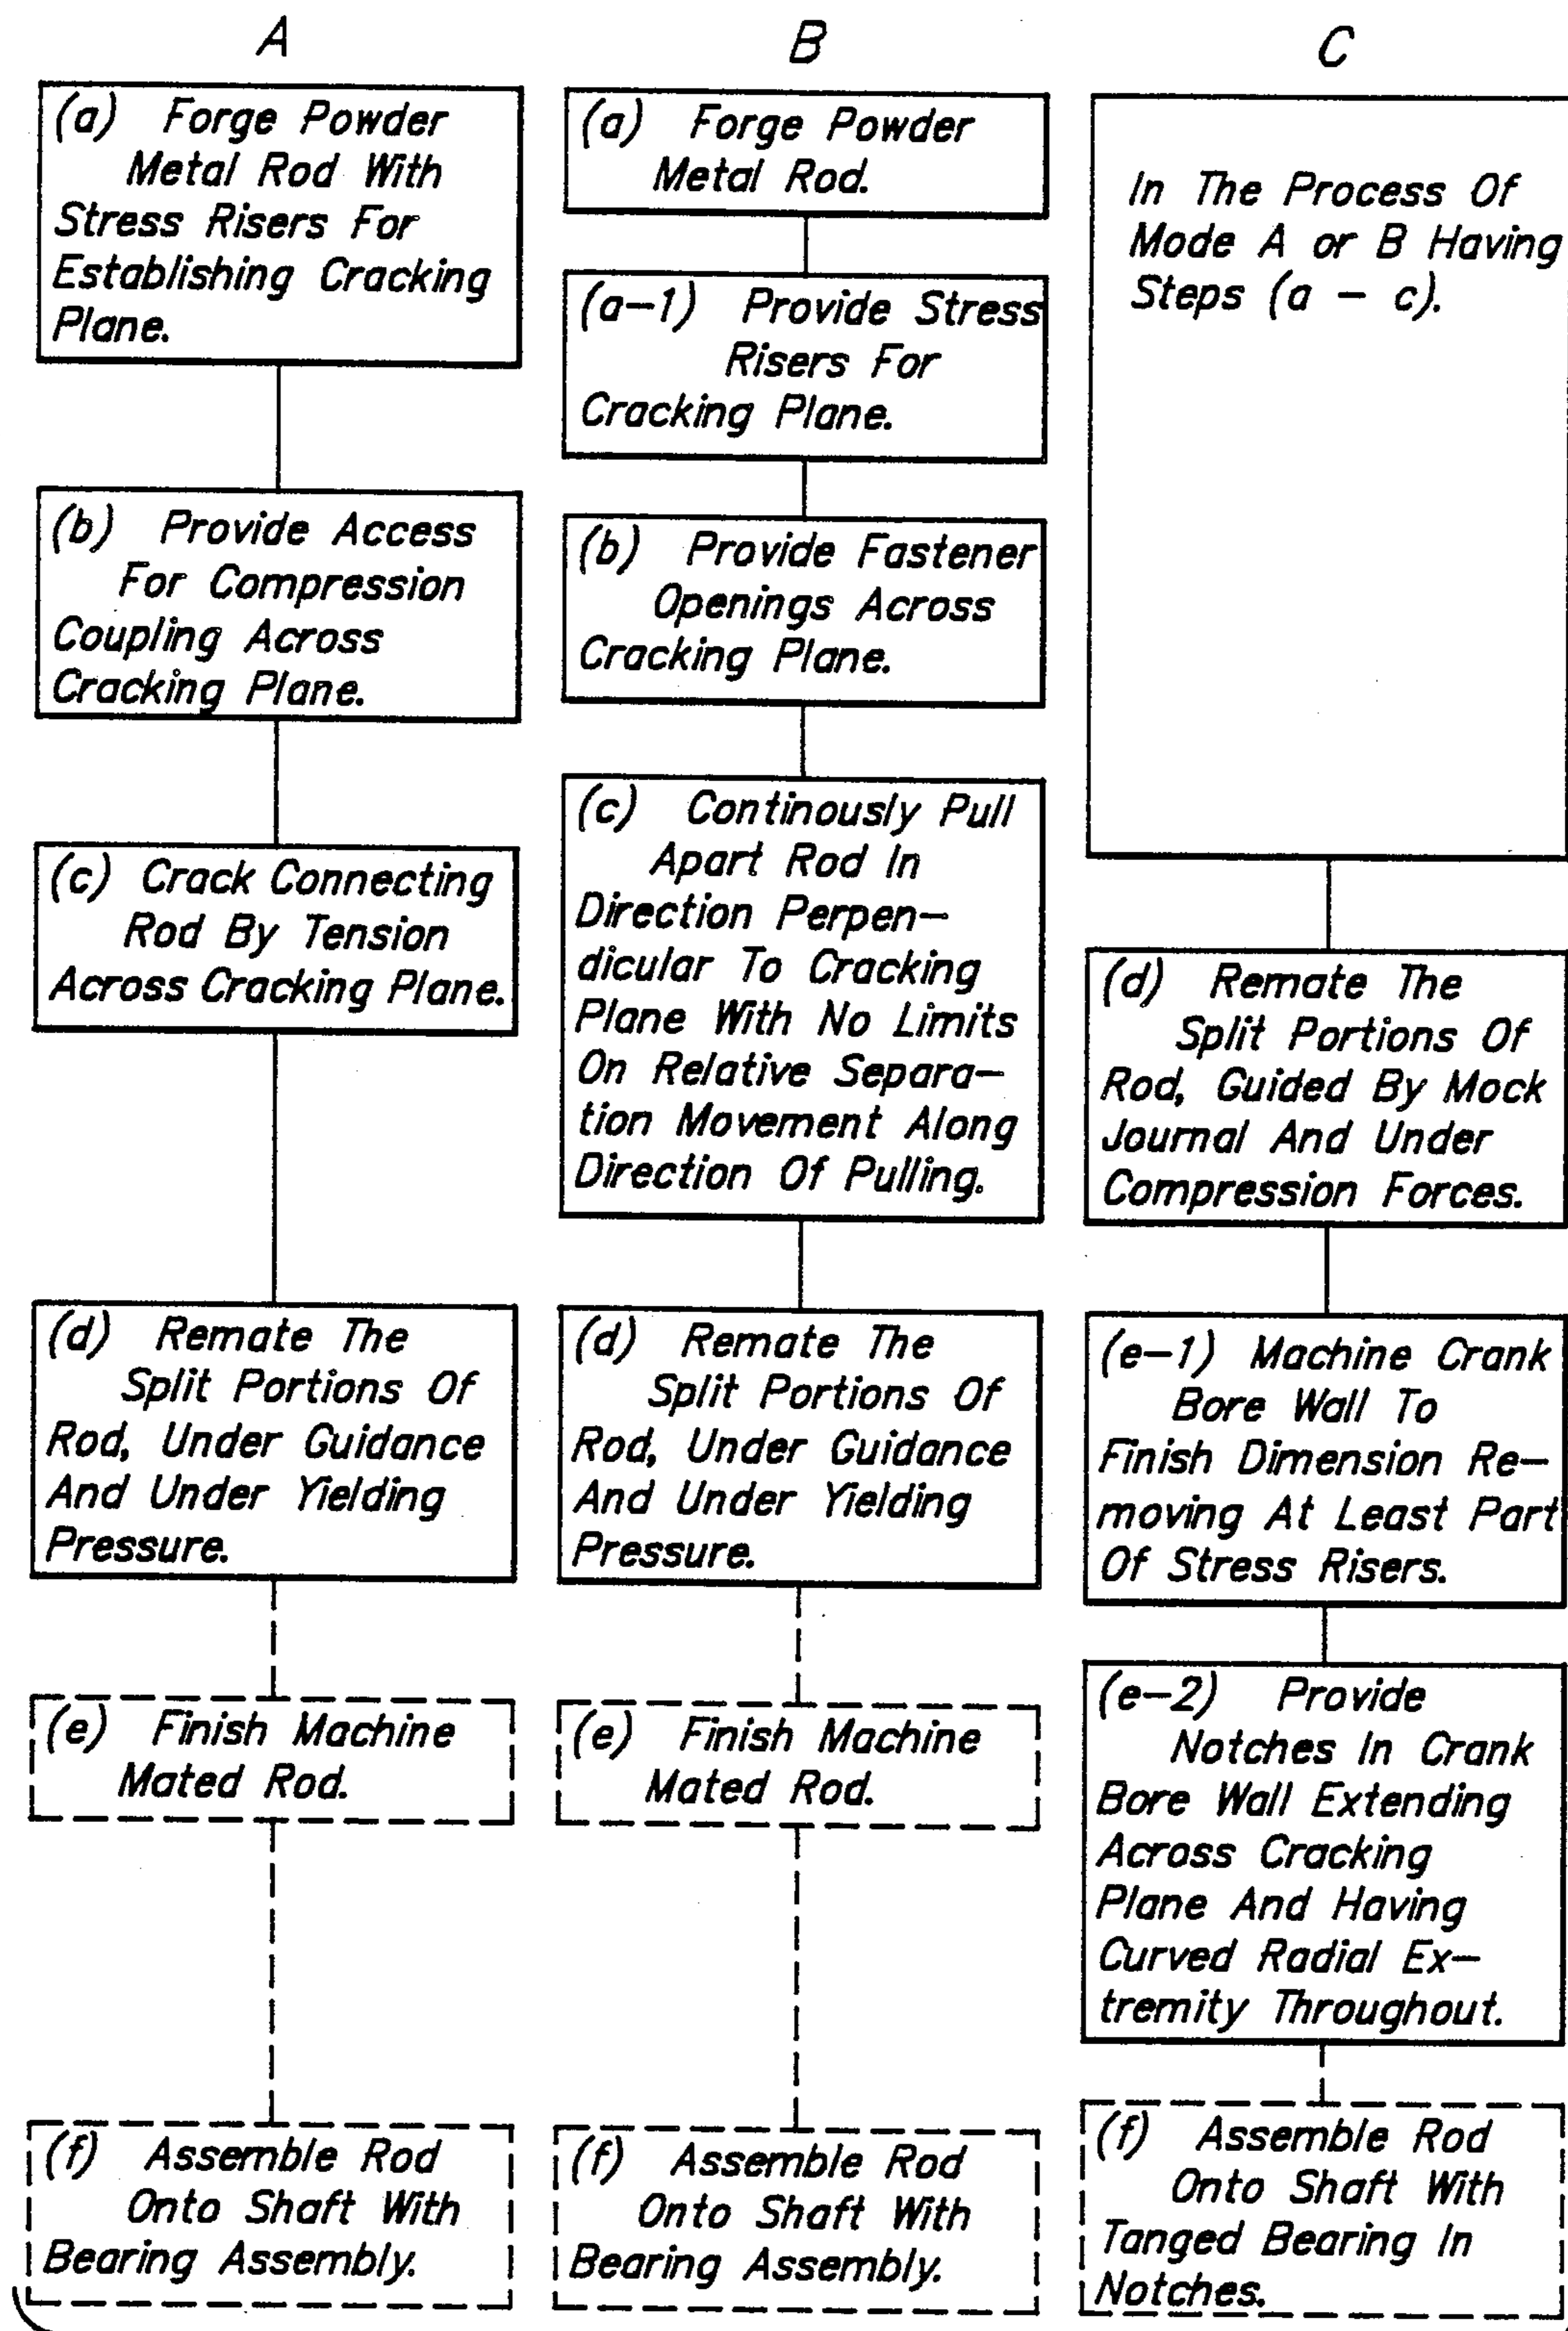 A
(a) Forge Powder
Metal Rod With
Stress Risers For
Establishing Cracking
Plane.
(b) Provide Access
For Compression
Coupling Across
Cracking Plane.
(c) Crack Connecting
Rod By Tension
Across Cracking Plane.
(d) Remate The
Split Portions Of
Rod, Under Guidance
And Under Yielding
Pressure.
(e) Finish Machine
Mated Rod.
(f) Assemble Rod
Onto Shaft With
Bearing Assembly.
B
(a) Forge Powder
Metal Rod.
(a-1) Provide Stress
Risers For
Cracking Plane.
(b) Provide Fastener
Openings Across
Cracking Plane.
(c) Continously Pull
Apart Rod In
Direction Perpen-
dicular To Cracking
Plane With No Limits
On Relative Separa-
tion Movement Along
Direction Of Pulling.
(d) Remate The
Split Portions Of
Rod, Under Guidance
And Under Yielding
Pressure.
(e) Finish Machine
Mated Rod.
(f) Assemble Rod
Onto Shaft With
Bearing Assembly.
C
In The Process Of
Mode A or B Having
Steps (a - c).
(d) Remate The
Split Portions Of
Rod, Guided By Mock
Journal And Under
Compression Forces.
(e-1) Machine Crank
Bore Wall To
Finish Dimension Re-
moving At Least Part
Of Stress Risers.
(e-2) Provide
Notches In Crank
Bore Wall Extending
Across Cracking
Plane And Having
Curved Radial Ex-
tremity Throughout.
(f) Assemble Rod
Onto Shaft With
Tanged Bearing In
Notches.